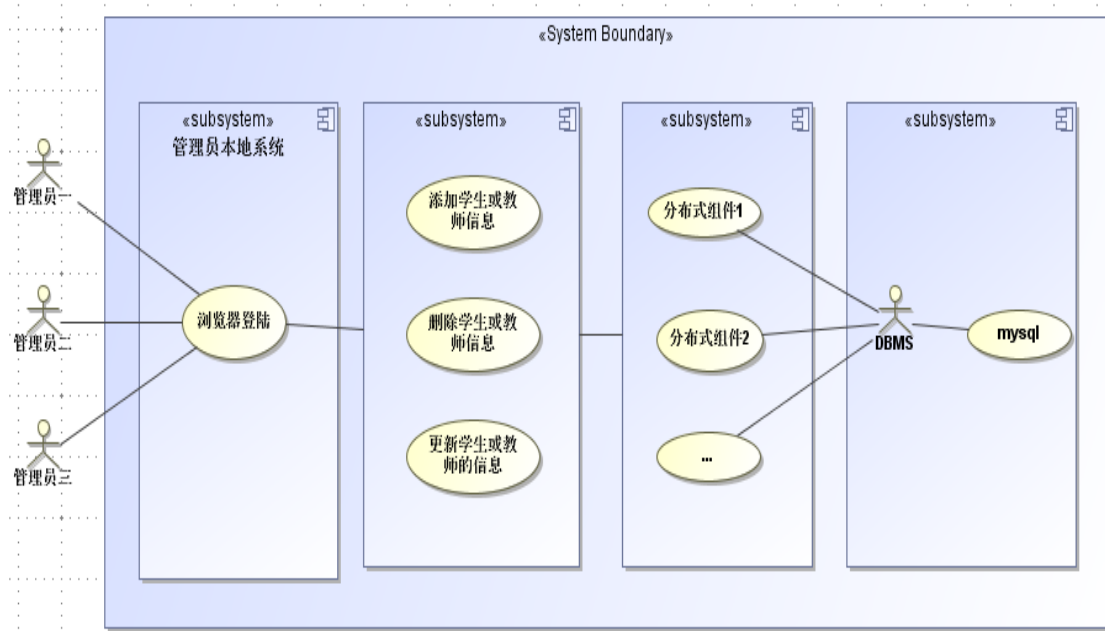 «System Boundary»
«subsystem»
管理员本地系统
管理员一
管理员二
管理员三
浏览器登陆
«subsystem»
添加学生或教
师信息
删除学生或教
师信息
更新学生或教
师的信息
«subsystem»
分布式组件1
分布式组件2
...
«subsystem»
DBMS
mysql